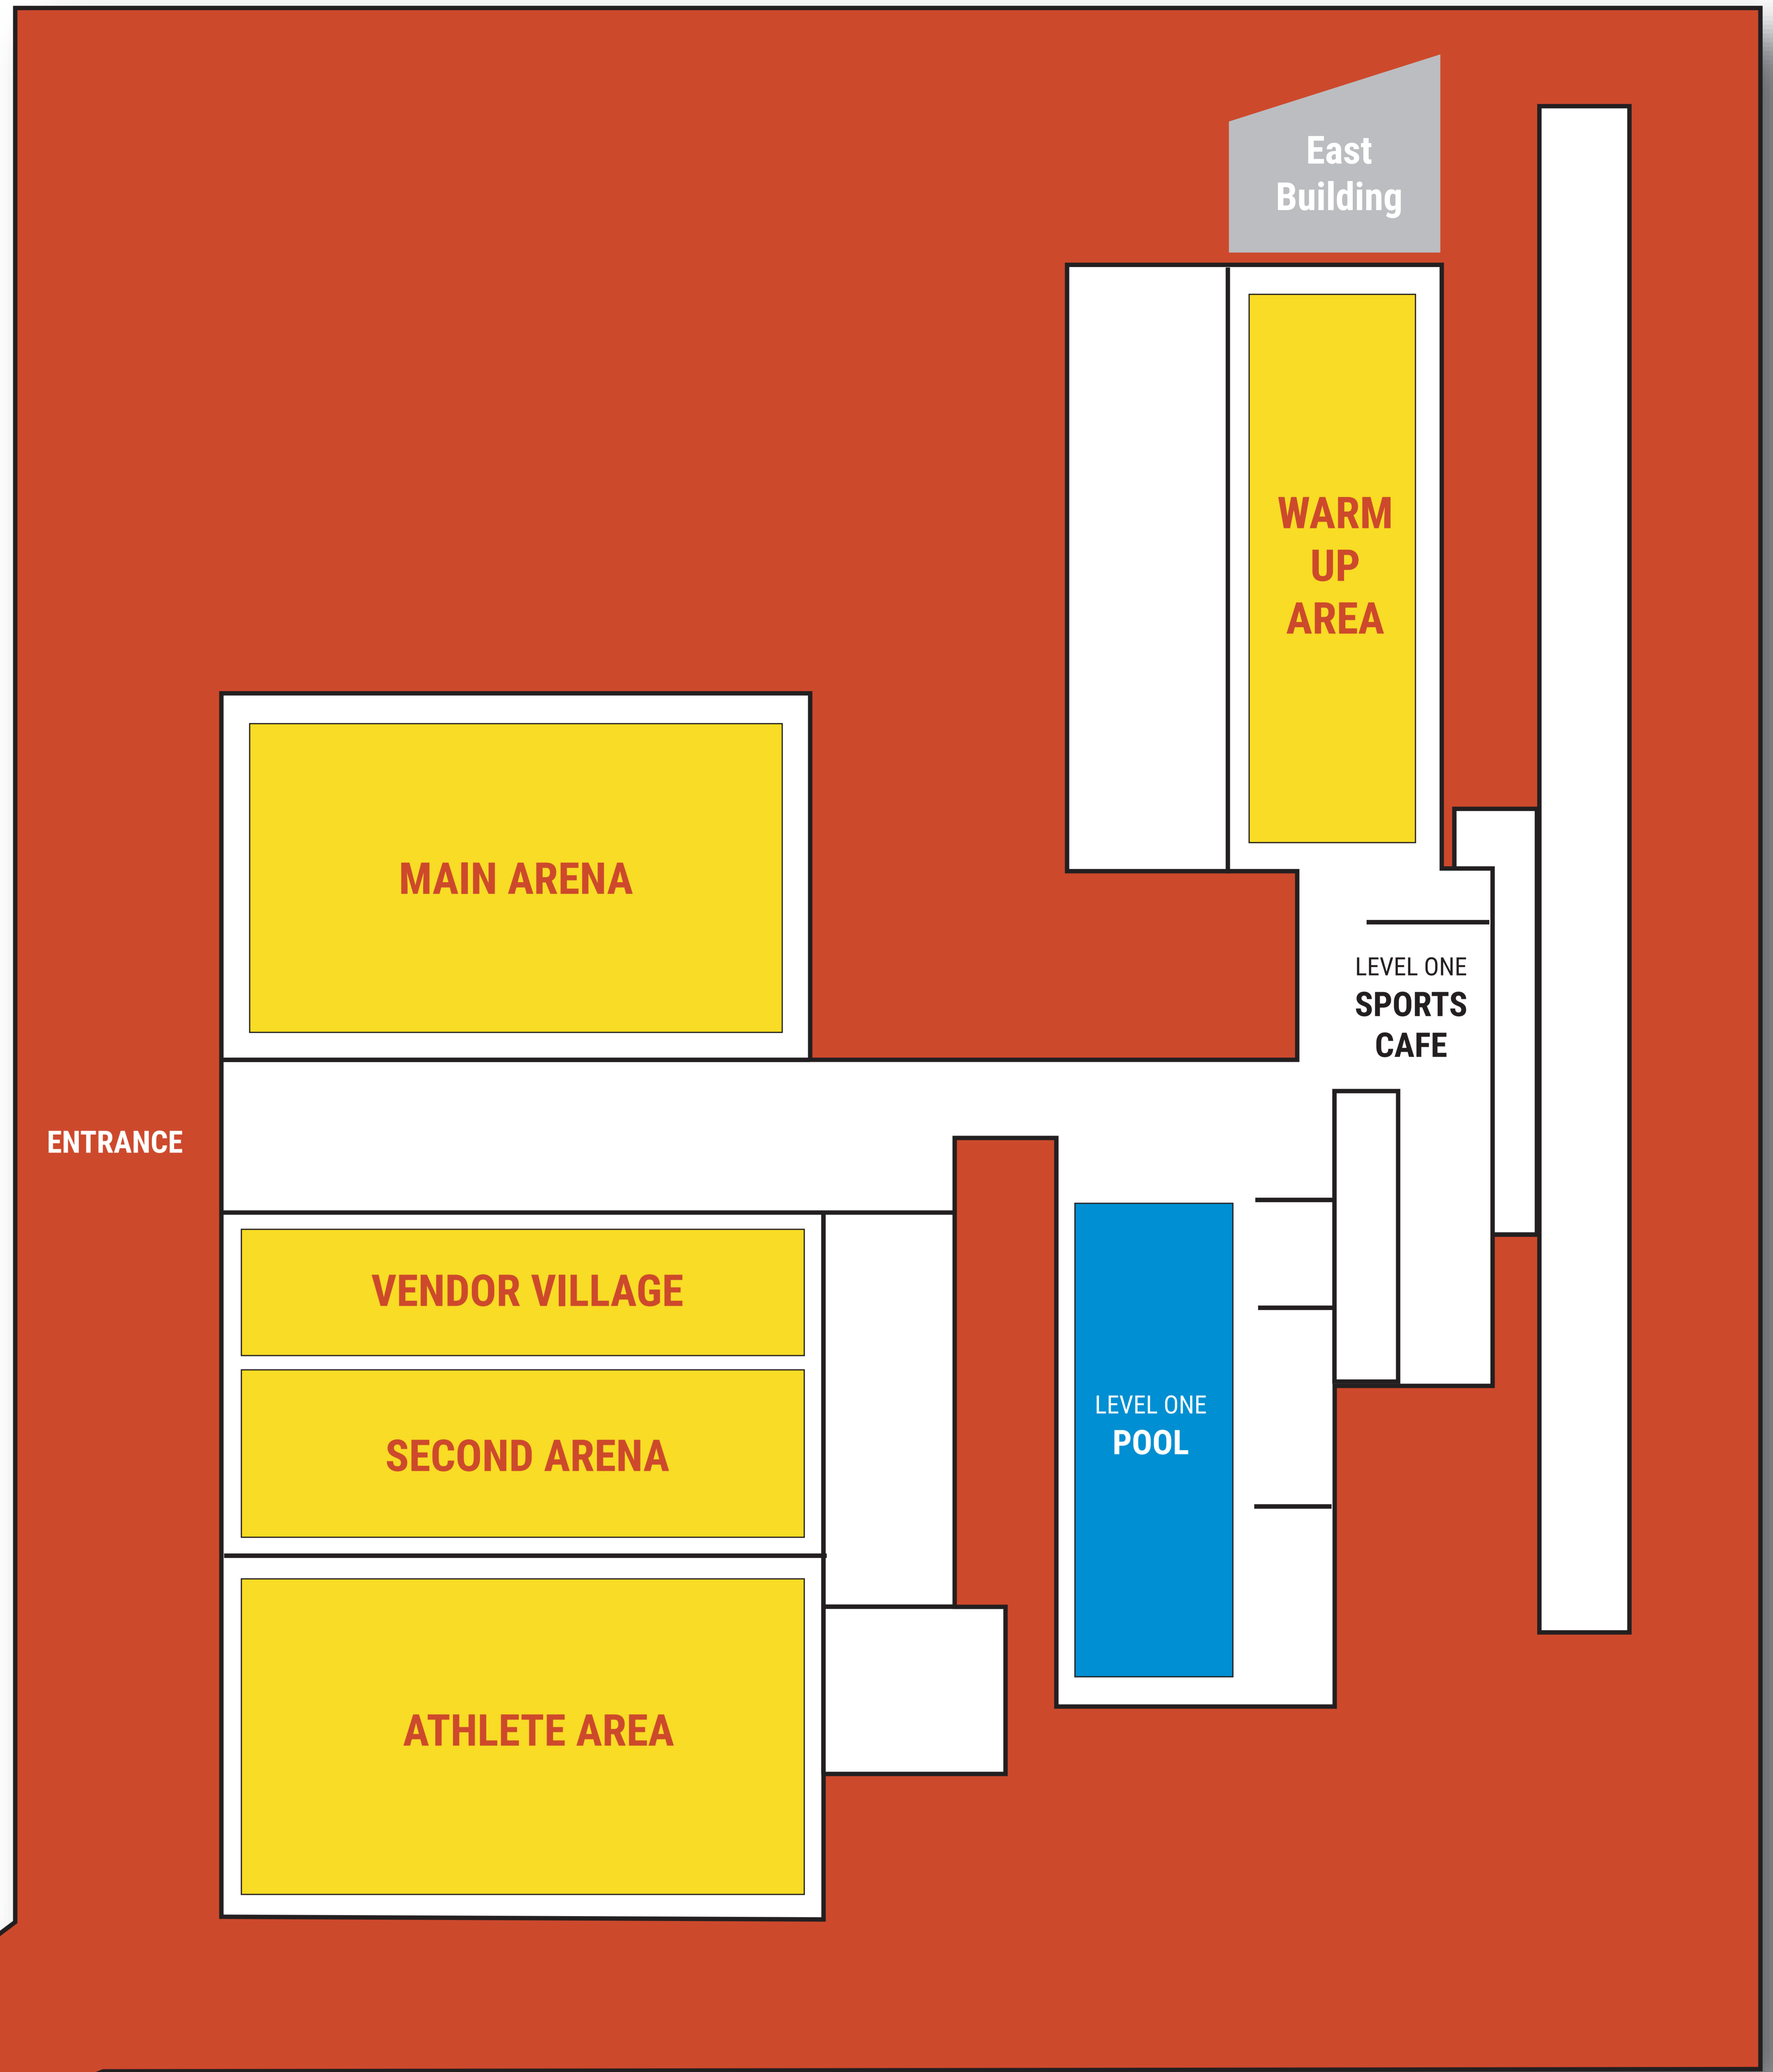 East
Building
WARM
UP
AREA
MAIN ARENA
LEVEL ONE
SPORTS
CAFE
ENTRANCE
VENDOR VILLAGE
SECOND ARENA
LEVEL ONE
POOL
ATHLETE AREA